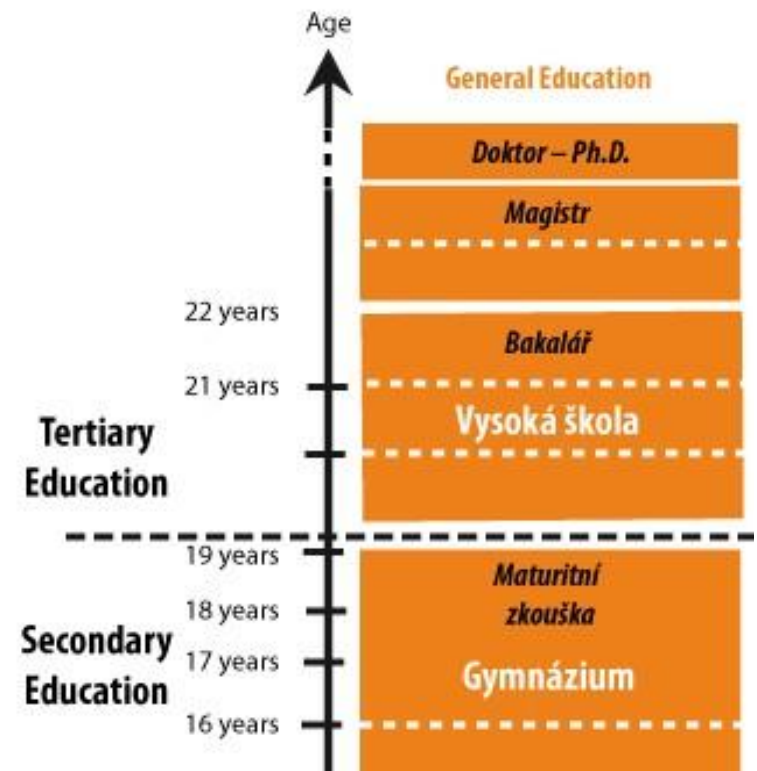 Age
General Education
Doktor – Ph.D.
Magistr
22 years
Bakalář
21 years
Vysoká škola
Tertiary
Education
19 years
Maturitní
zkouška
18 years
Secondary
Education
17 years
Gymnázium
16 years